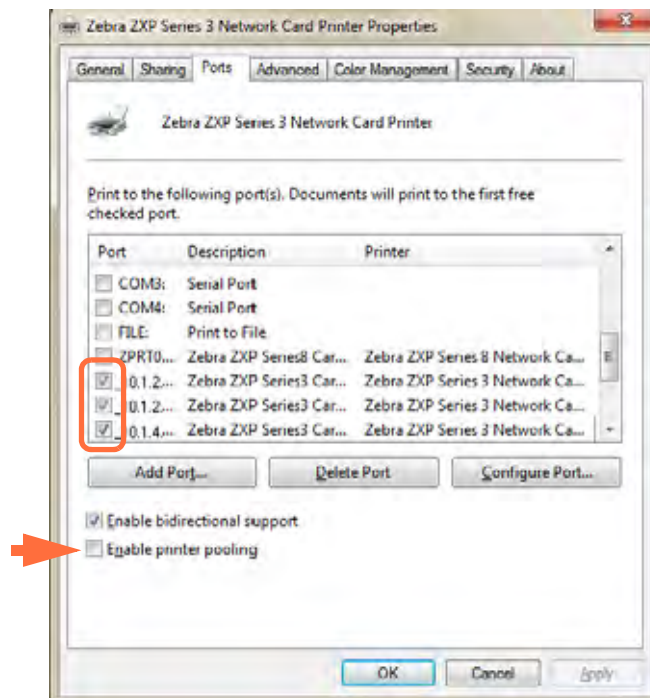 Zebra ZXP Series 3 Network Card Printer Properties
General Sharing Ports Advanced Color Management Security About
Zebra ZXP Series 3 Network Card Printer
Print to the following port(s). Documents will print to the first free
checked port.
Port Description Printer
COM3: Serial Port
COM4: Serial Port
FILE: Print to File
ZPRT0... Zebra ZXP Series8 Car... Zebra ZXP Series 8 Network Ca...
_ 0.1.2... Zebra ZXP Series3 Car... Zebra ZXP Series 3 Network Ca...
_ 0.1.2... Zebra ZXP Series3 Car... Zebra ZXP Series 3 Network Ca...
_ 0.1.4... Zebra ZXP Series3 Car... Zebra ZXP Series 3 Network Ca...
Add Port... Delete Port Configure Port...
Enable bidirectional support
Enable printer pooling
OK Cancel Apply